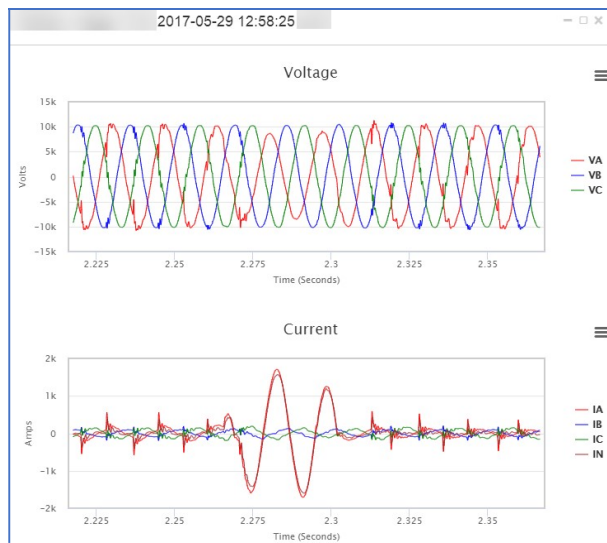 2017-05-29 12:58:25
Voltage
15k
10k
5k
0
−5k
−10k
−15k
Volts
2.225
2.25
2.275
2.3
2.325
2.35
Time (Seconds)
VA
VB
VC
Current
2k
1k
0
−1k
−2k
Amps
2.225
2.25
2.275
2.3
2.325
2.35
Time (Seconds)
IA
IB
IC
IN